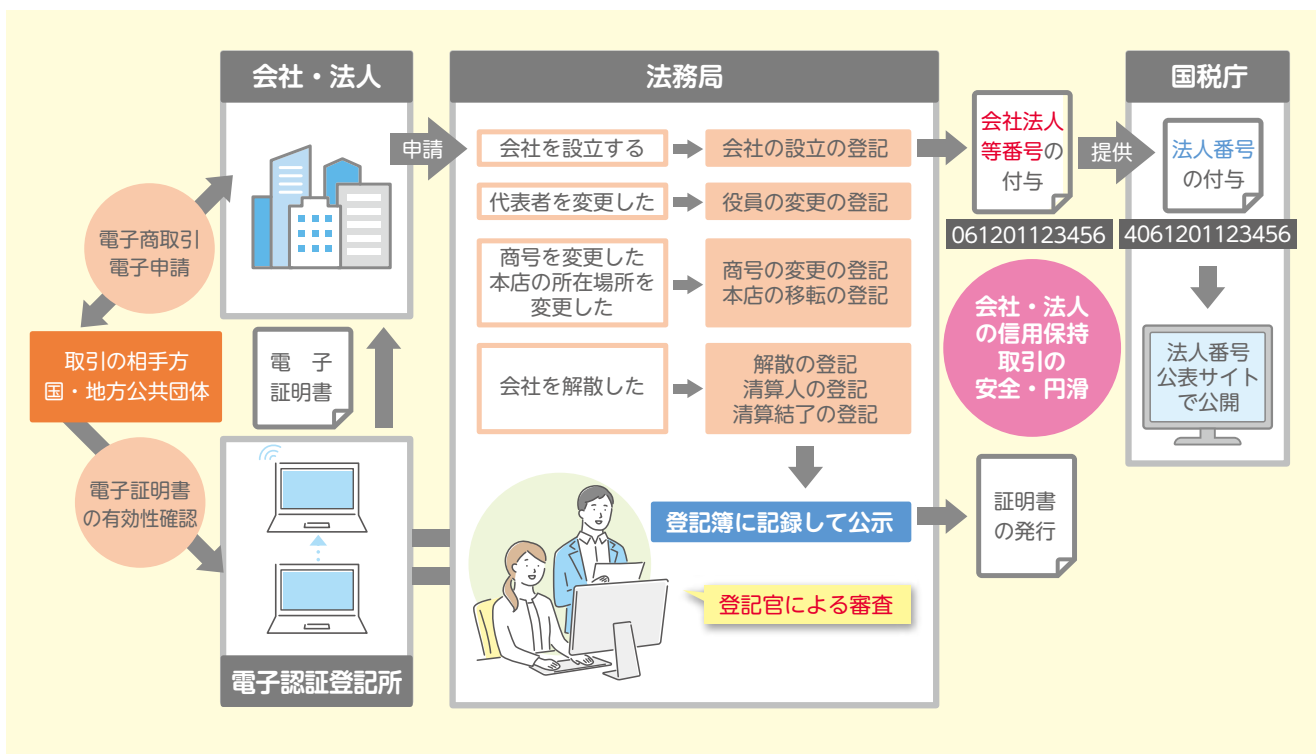 会社・法人
法務局
国税庁
申請
会社を設立する
会社の設立の登記
代表者を変更した
役員の変更の登記
商号を変更した
本店の所在場所を
変更した
商号の変更の登記
本店の移転の登記
会社を解散した
解散の登記
清算人の登記
清算結了の登記
登記簿に記録して公示
登記官による審査
会社法人
等番号の
付与
提供
法人番号
の付与
061201123456
4061201123456
会社・法人
の信用保持
取引の
安全・円滑
法人番号
公表サイト
で公開
証明書
の発行
電子商取引
電子申請
取引の相手方
国・地方公共団体
電 子
証明書
電子証明書
の有効性確認
電子認証登記所